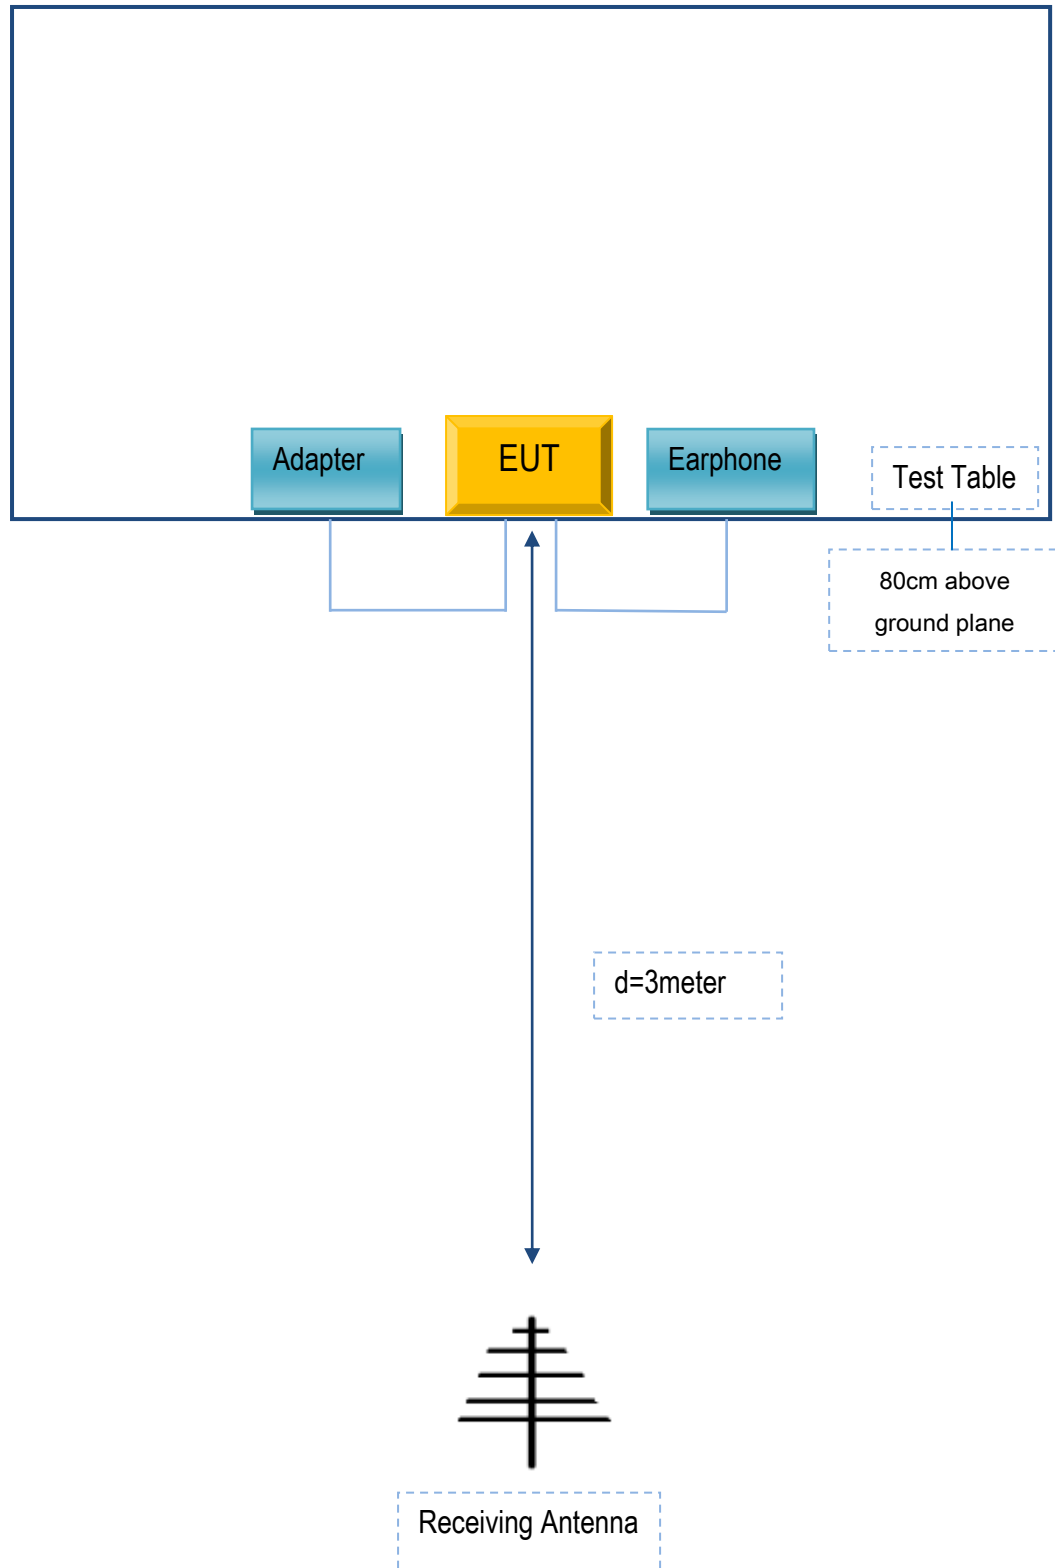 Adapter
EUT
Earphone
Test Table
80cm above
ground plane
d=3meter
Receiving Antenna